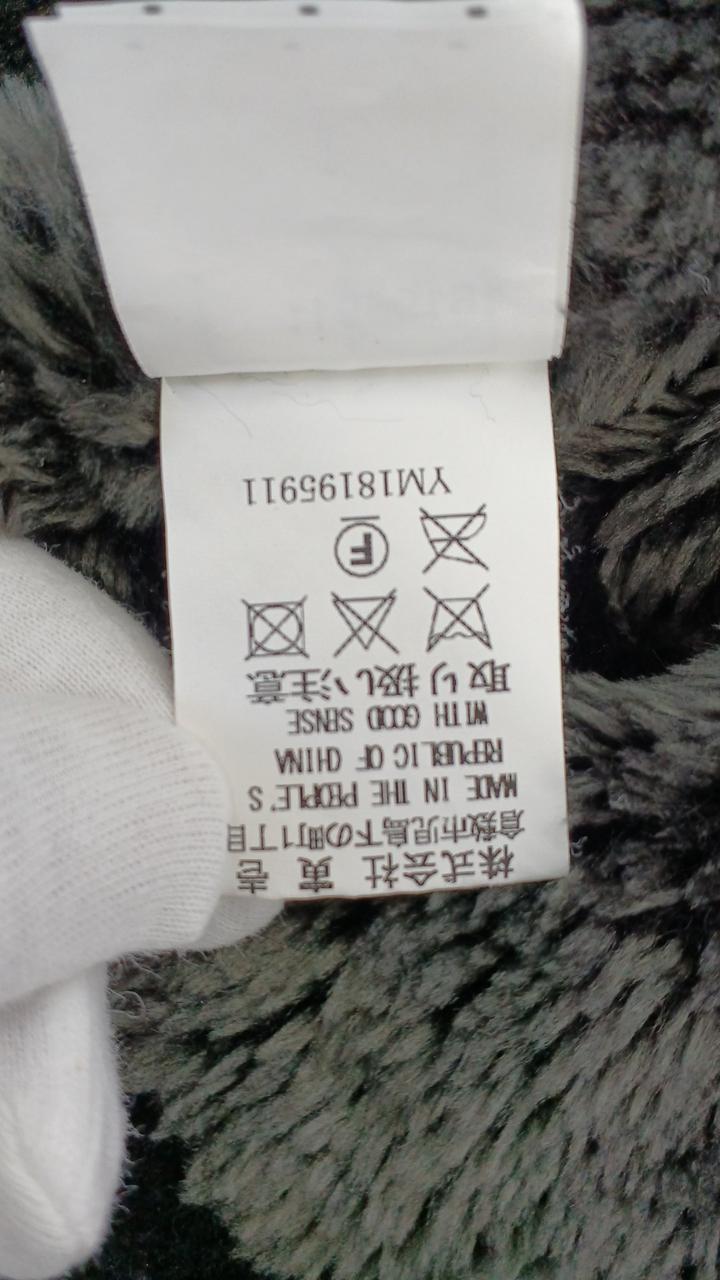 株式会社 寅 壱
倉敷市児島下の町1丁目
MADE IN THE PEOPLE'S
REPUBLIC OF CHINA
WITH GOOD SENSE
取り扱い注意
F
YM18195911